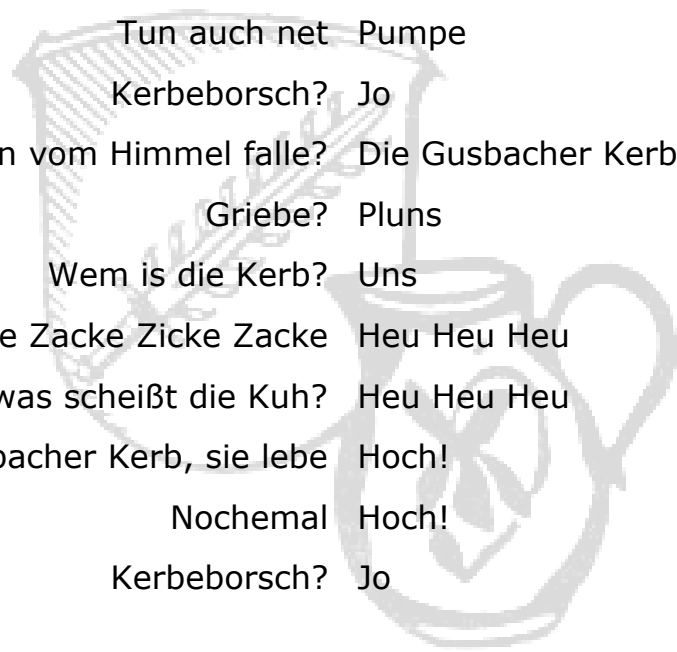 Tun auch net Pumpe
Kerbeborsch? Jo
n vom Himmel falle? Die Gusbacher Kerb
Griebe? Pluns
Wem is die Kerb? Uns
e Zacke Zicke Zacke Heu Heu Heu
was scheißt die Kuh? Heu Heu Heu
bacher Kerb, sie lebe Hoch!
Nochemal Hoch!
Kerbeborsch? Jo